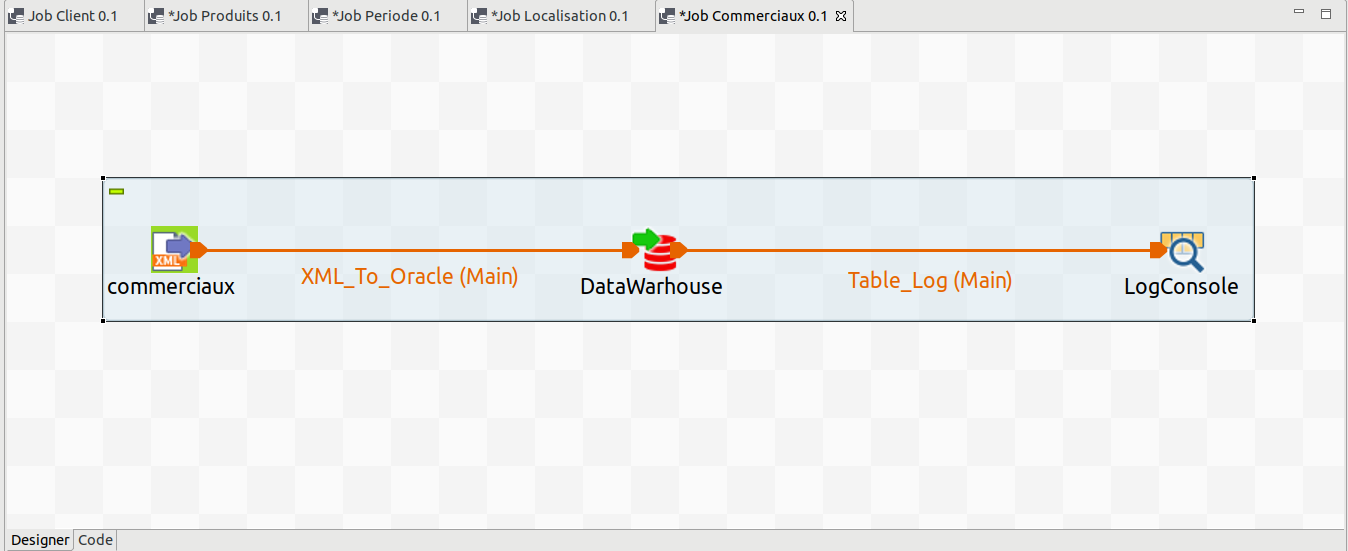 Job Client 0.1 *Job Produits 0.1 *Job Periode 0.1 *Job Localisation 0.1 *Job Commerciaux 0.1
XML
commerciaux XML_To_Oracle (Main) DataWarhouse Table_Log (Main) LogConsole
Designer Code